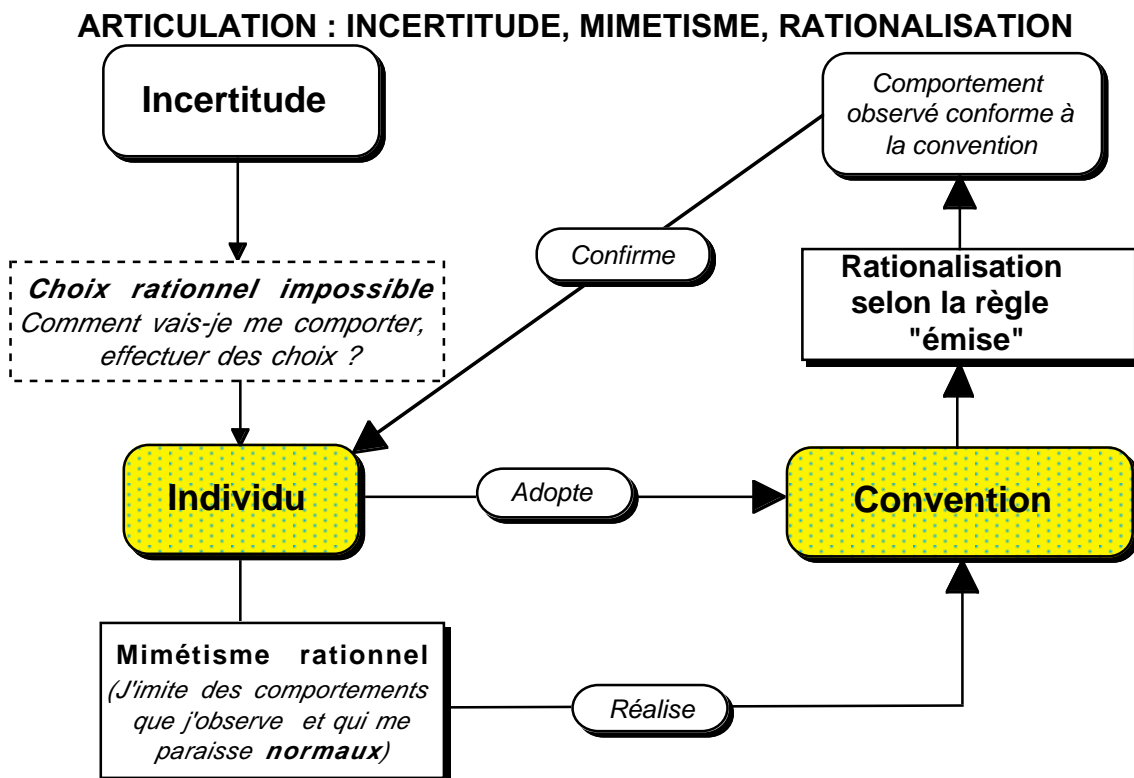 ARTICULATION : INCERTITUDE, MIMETISME, RATIONALISATION
Incertitude
Comportement
observé conforme à
la convention
Confirme
Choix rationnel impossible
Comment vais-je me comporter,
effectuer des choix ?
Rationalisation
selon la règle
"émise"
Individu
Adopte
Convention
Mimétisme rationnel
(J'imite des comportements
que j'observe et qui me
paraisse normaux)
Réalise